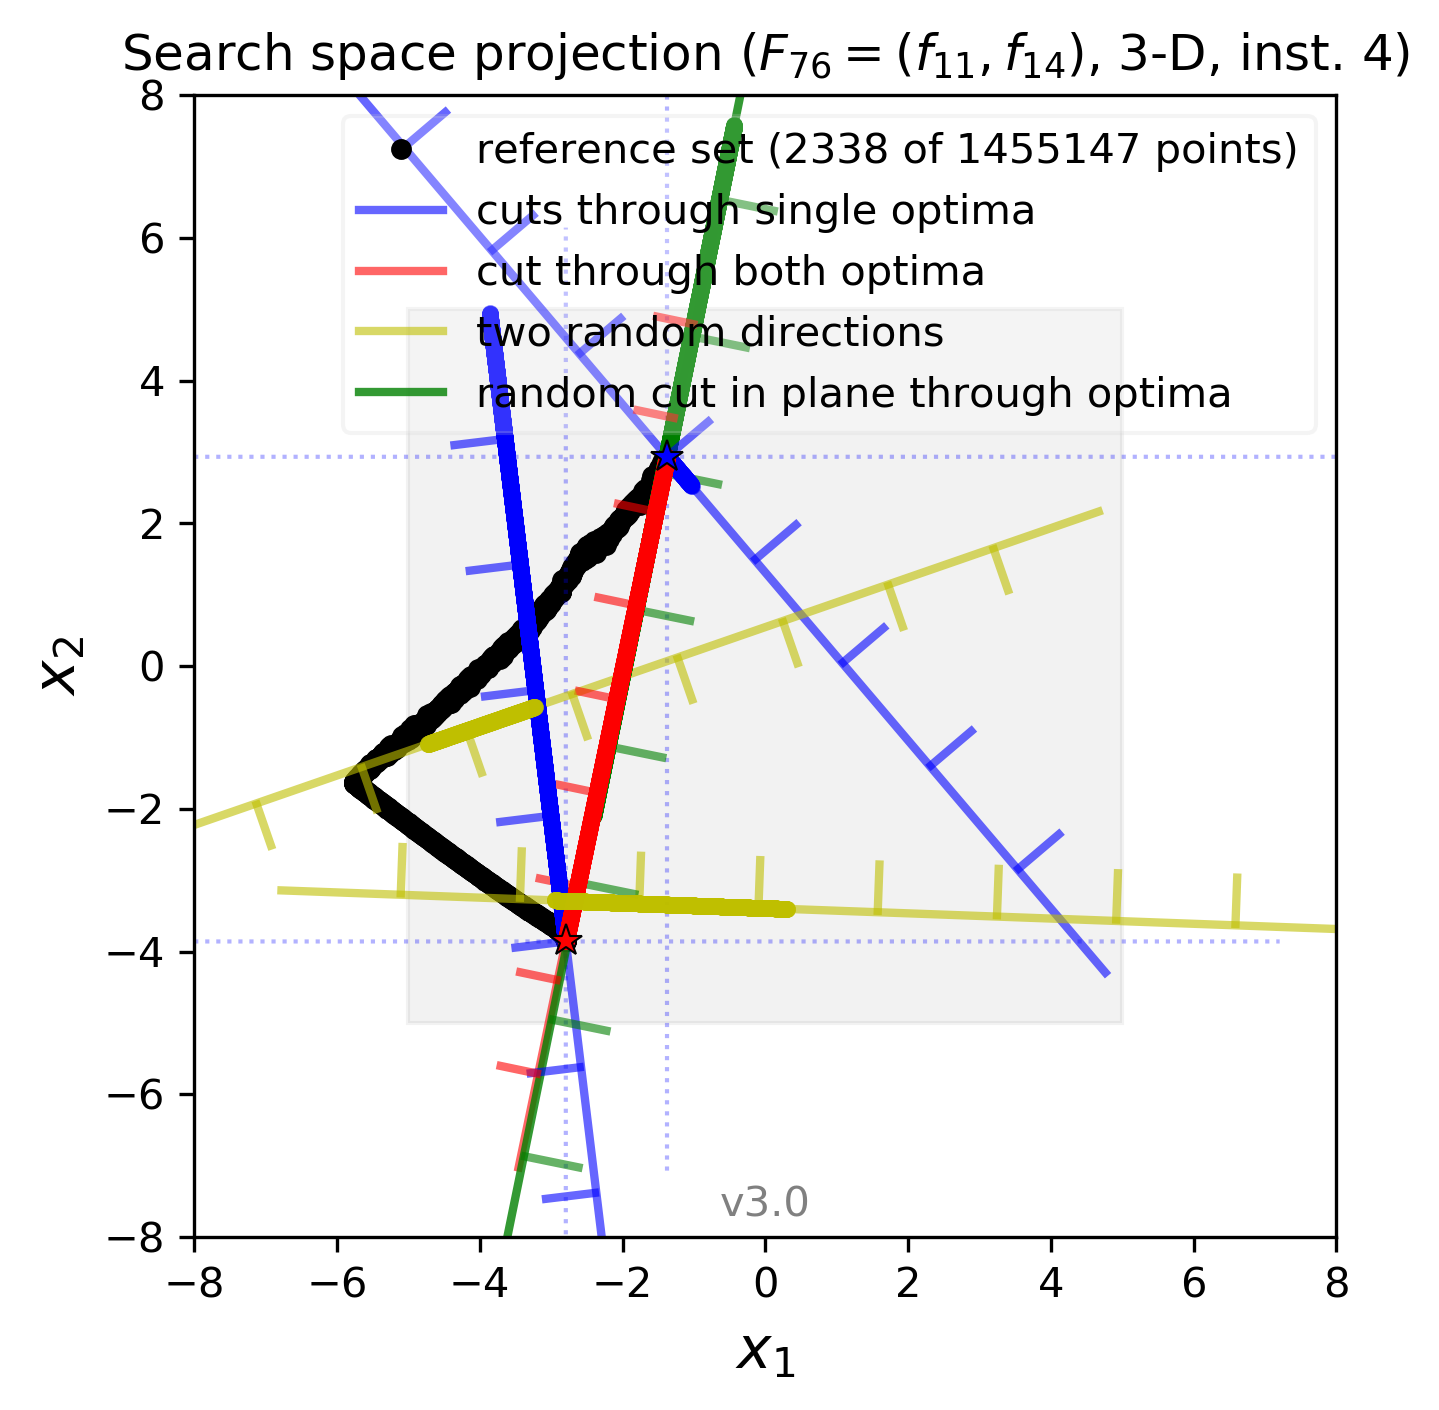 Search space projection (F₇₆ = (f₁₁, f₁₄), 3-D, inst. 4)
reference set (2338 of 1455147 points)
cuts through single optima
cut through both optima
two random directions
random cut in plane through optima
8
6
4
2
0
−2
−4
−6
−8
x₂
v3.0
−8 −6 −4 −2 0 2 4 6 8
x₁